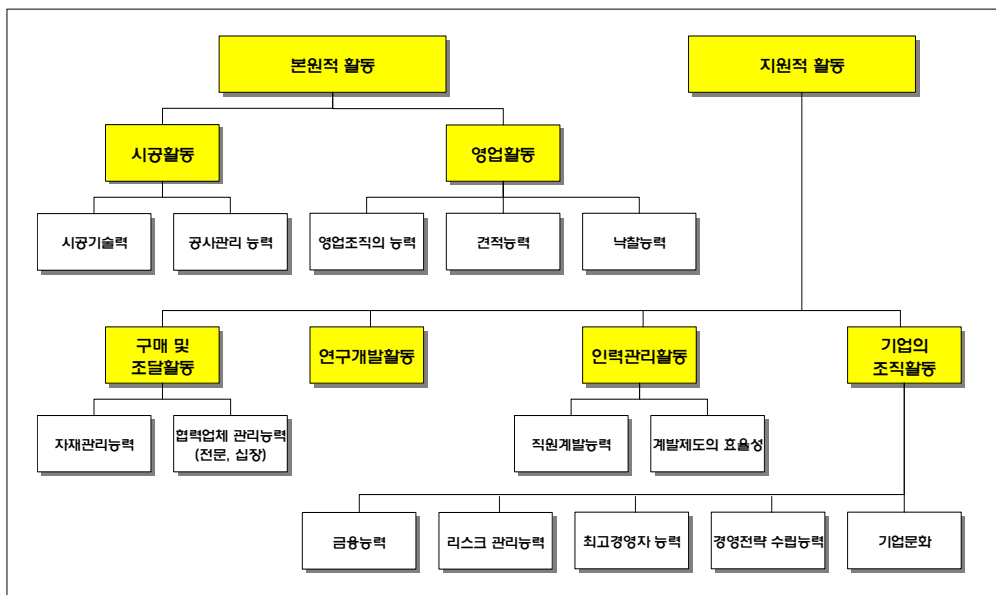 본원적 활동
지원적 활동
시공활동
영업활동
시공기술력
공사관리 능력
영업조직의 능력
견적능력
낙찰능력
구매 및
조달활동
연구개발활동
인력관리활동
기업의
조직활동
자재관리능력
협력업체 관리능력
(전문, 십장)
직원계발능력
계발제도의 효율성
금융능력
리스크 관리능력
최고경영자 능력
경영전략 수립능력
기업문화